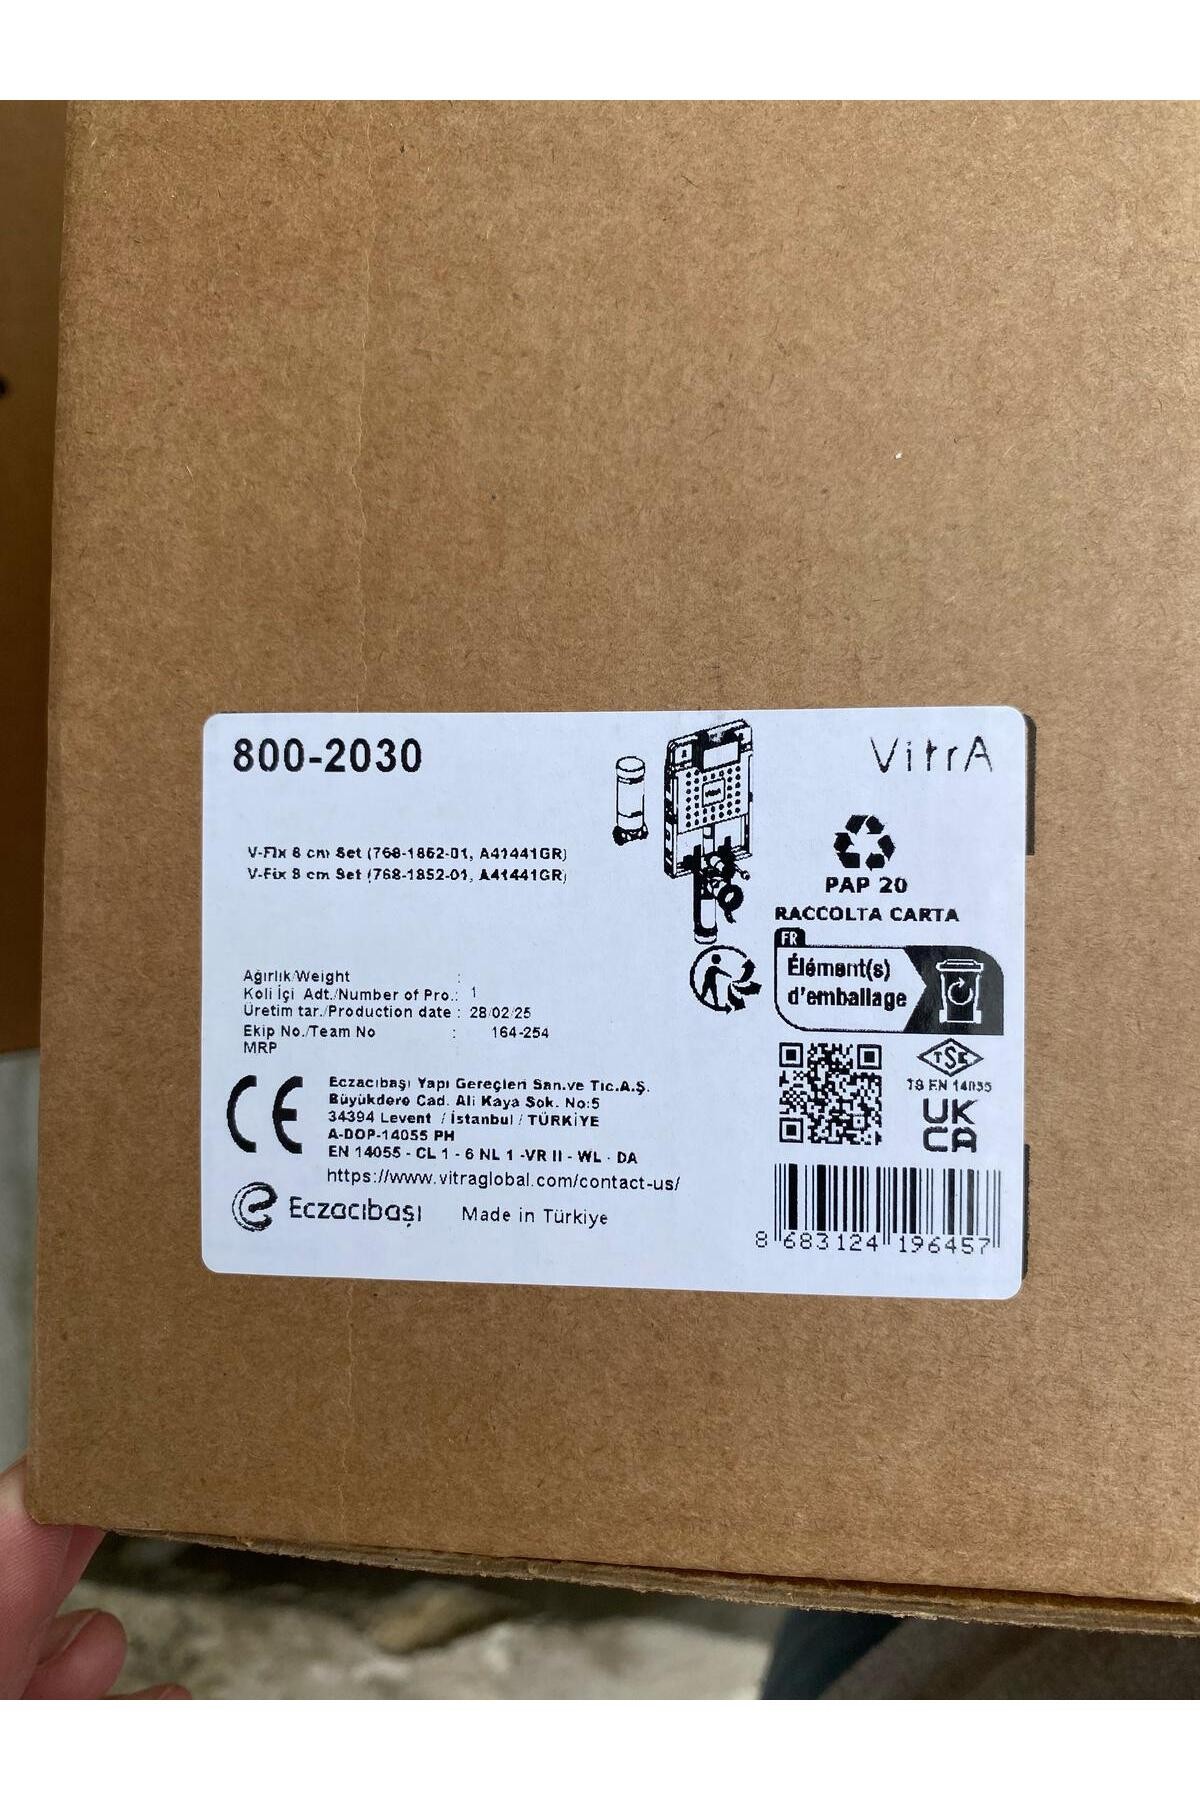 800-2030
VitrA
V-Fix 8 cm Set (768-1852-01, A41441GR)
V-Fix 8 cm Set (768-1852-01, A41441GR)
PAP 20
RACCOLTA CARTA
FR
Élément(s)
d'emballage
Ağırlık/Weight :
Koli İçi Adt./Number of Pro.: 1
Üretim tar./Production date : 28/02/25
Ekip No./Team No : 164-254
MRP
CE
Eczacıbaşı Yapı Gereçleri San.ve Tic.A.Ş.
Büyükdere Cad. Ali Kaya Sok. No:5
34394 Levent / İstanbul / TÜRKİYE
A-DOP-14055 PH
EN 14055 - CL 1 - 6 NL 1 -VR II - WL - DA
https://www.vitraglobal.com/contact-us/
Eczacıbaşı Made in Türkiye
TSE
TS EN 14055
UK
CA
8 683124 196457